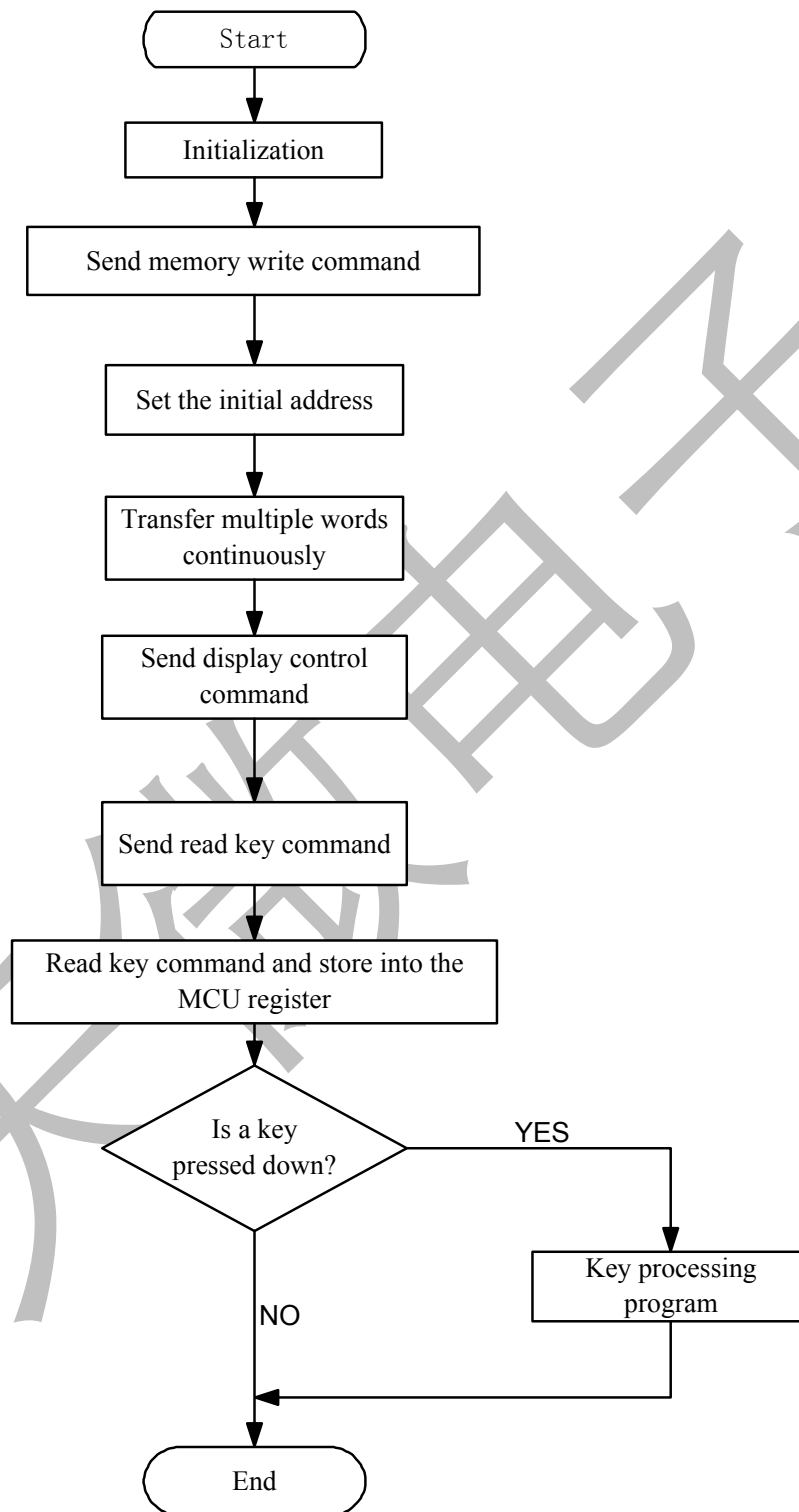 Start
Initialization
Send memory write command
Set the initial address
Transfer multiple words
continuously
Send display control
command
Send read key command
Read key command and store into the
MCU register
Is a key
pressed down?
YES
Key processing
program
NO
End